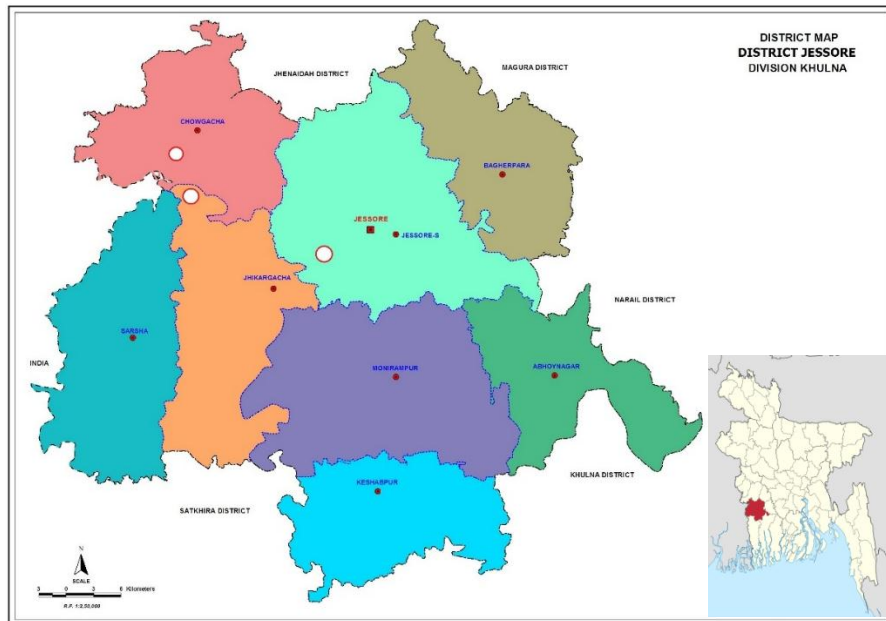 DISTRICT MAP
DISTRICT JESSORE
DIVISION KHULNA
MAGURA DISTRICT
JHENAIDAH DISTRICT
CHOWGACHA
BAGHERPARA
JESSORE
JESSORE-S
JHIKARGACHA
NARAIL DISTRICT
SARSHA
INDIA
MONIRAMPUR
ABHOYNAGAR
KHULNA DISTRICT
KESHABPUR
SATKHIRA DISTRICT
N
SCALE
Kilometers